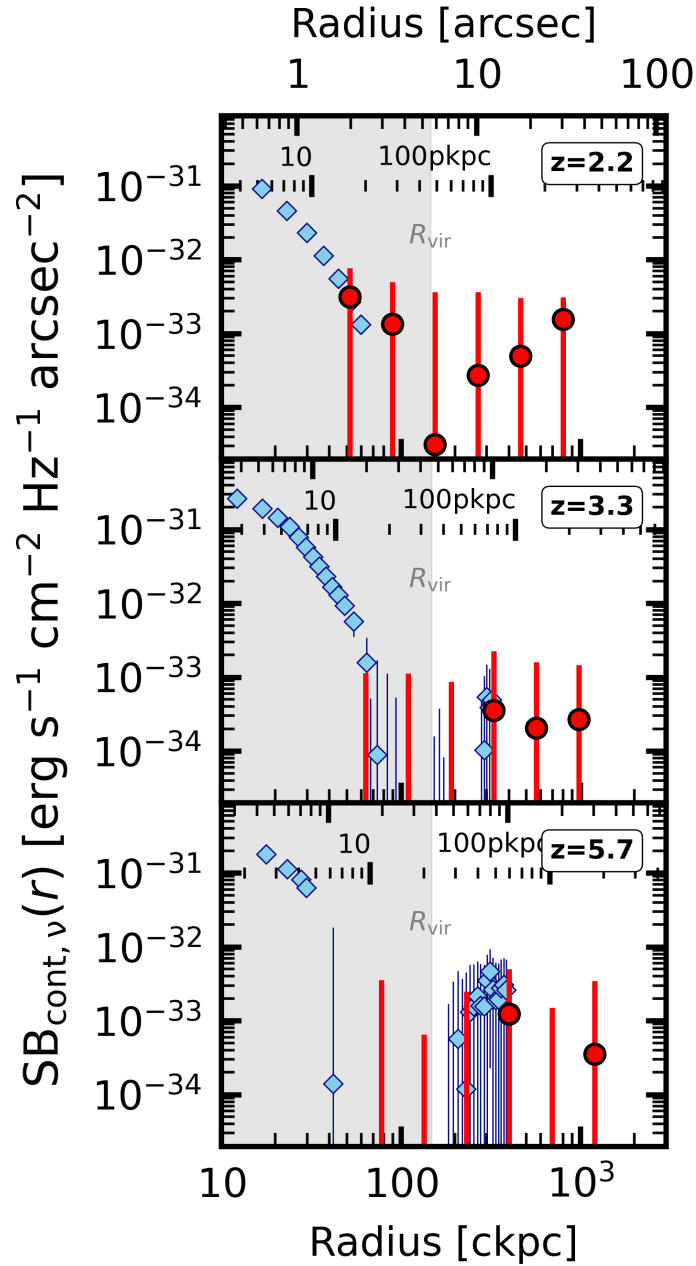 Radius [arcsec]
1 10 100
10 100pkpc z=2.2
10⁻³¹
R_vir
10⁻³²
10⁻³³
10⁻³⁴
10 100pkpc z=3.3
10⁻³¹
R_vir
10⁻³²
10⁻³³
10⁻³⁴
10 100pkpc z=5.7
10⁻³¹
R_vir
10⁻³²
10⁻³³
10⁻³⁴
SB_cont, ν(r) [erg s⁻¹ cm⁻² Hz⁻¹ arcsec⁻²]
10 100 10³
Radius [ckpc]